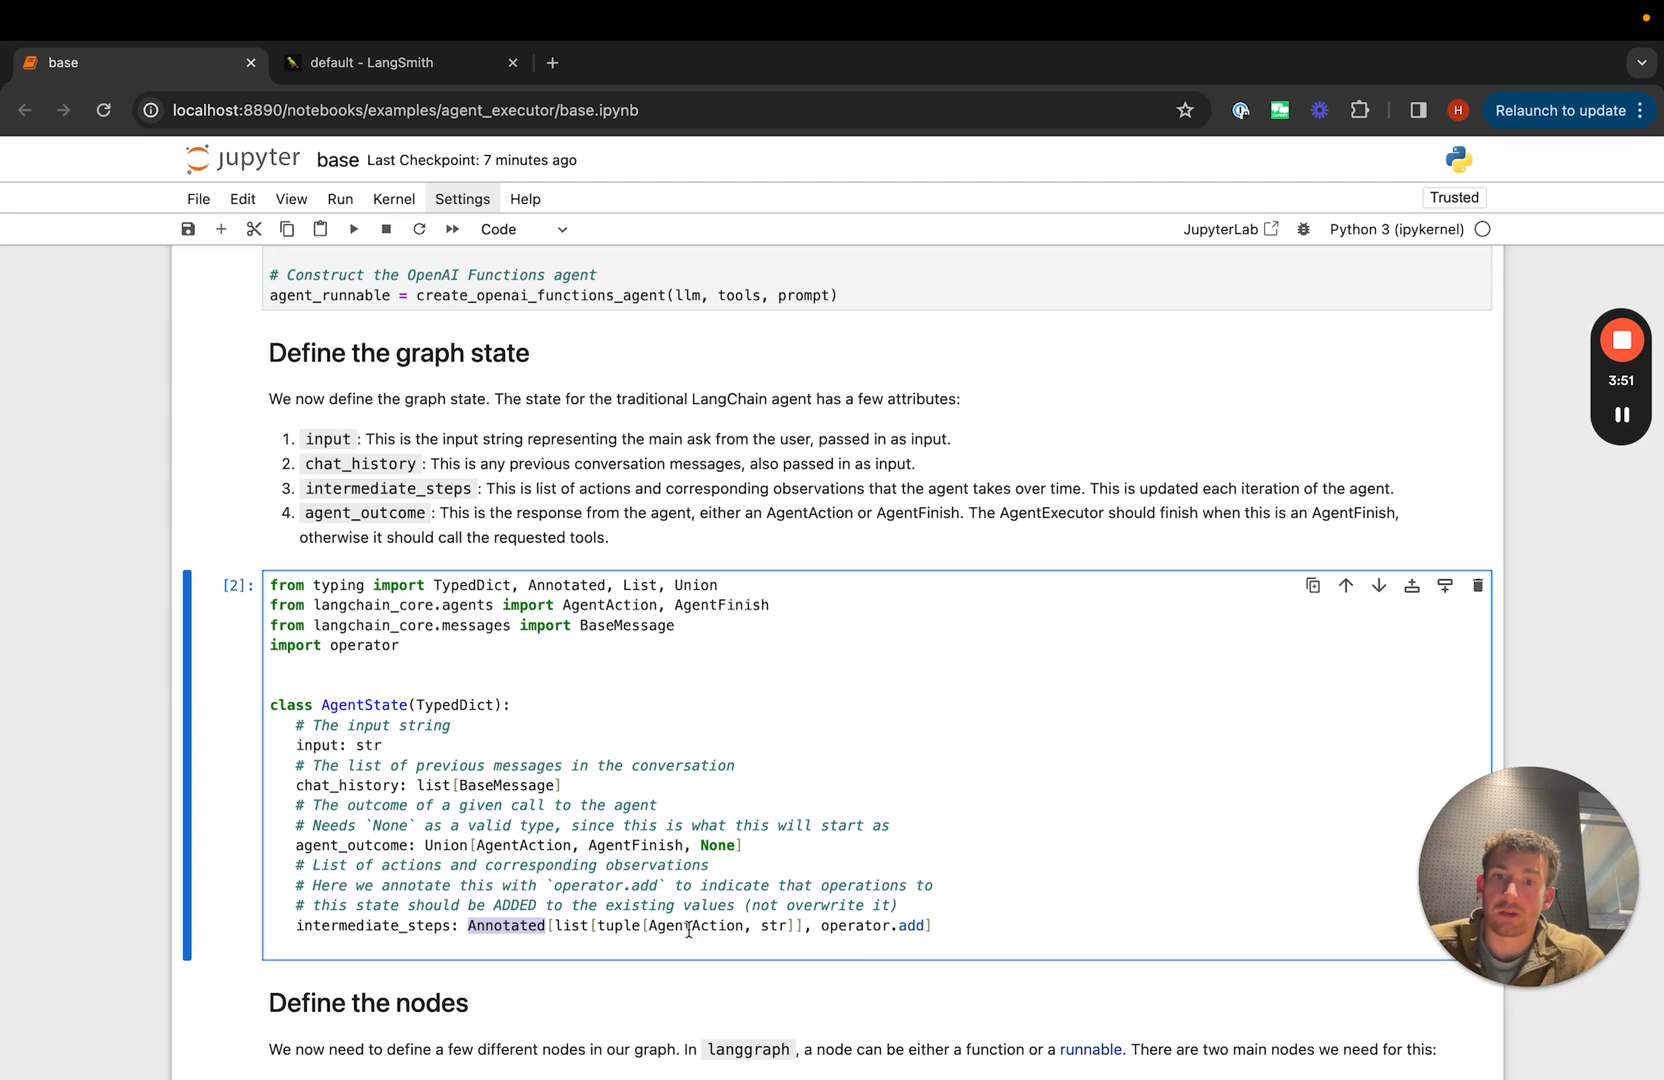 base
default - LangSmith
localhost:8890/notebooks/examples/agent_executor/base.ipynb
H
Relaunch to update
jupyter base Last Checkpoint: 7 minutes ago
File Edit View Run Kernel Settings Help
Trusted
Code
JupyterLab
Python 3 (ipykernel)
# Construct the OpenAI Functions agent
agent_runnable = create_openai_functions_agent(llm, tools, prompt)
Define the graph state
We now define the graph state. The state for the traditional LangChain agent has a few attributes:
1. input : This is the input string representing the main ask from the user, passed in as input.
2. chat_history : This is any previous conversation messages, also passed in as input.
3. intermediate_steps : This is list of actions and corresponding observations that the agent takes over time. This is updated each iteration of the agent.
4. agent_outcome : This is the response from the agent, either an AgentAction or AgentFinish. The AgentExecutor should finish when this is an AgentFinish,
otherwise it should call the requested tools.
3:51
[2]:
from typing import TypedDict, Annotated, List, Union
from langchain_core.agents import AgentAction, AgentFinish
from langchain_core.messages import BaseMessage
import operator
class AgentState(TypedDict):
# The input string
input: str
# The list of previous messages in the conversation
chat_history: list[BaseMessage]
# The outcome of a given call to the agent
# Needs `None` as a valid type, since this is what this will start as
agent_outcome: Union[AgentAction, AgentFinish, None]
# List of actions and corresponding observations
# Here we annotate this with `operator.add` to indicate that operations to
# this state should be ADDED to the existing values (not overwrite it)
intermediate_steps: Annotated[list[tuple[AgentAction, str]], operator.add]
Define the nodes
We now need to define a few different nodes in our graph. In langgraph , a node can be either a function or a runnable. There are two main nodes we need for this: